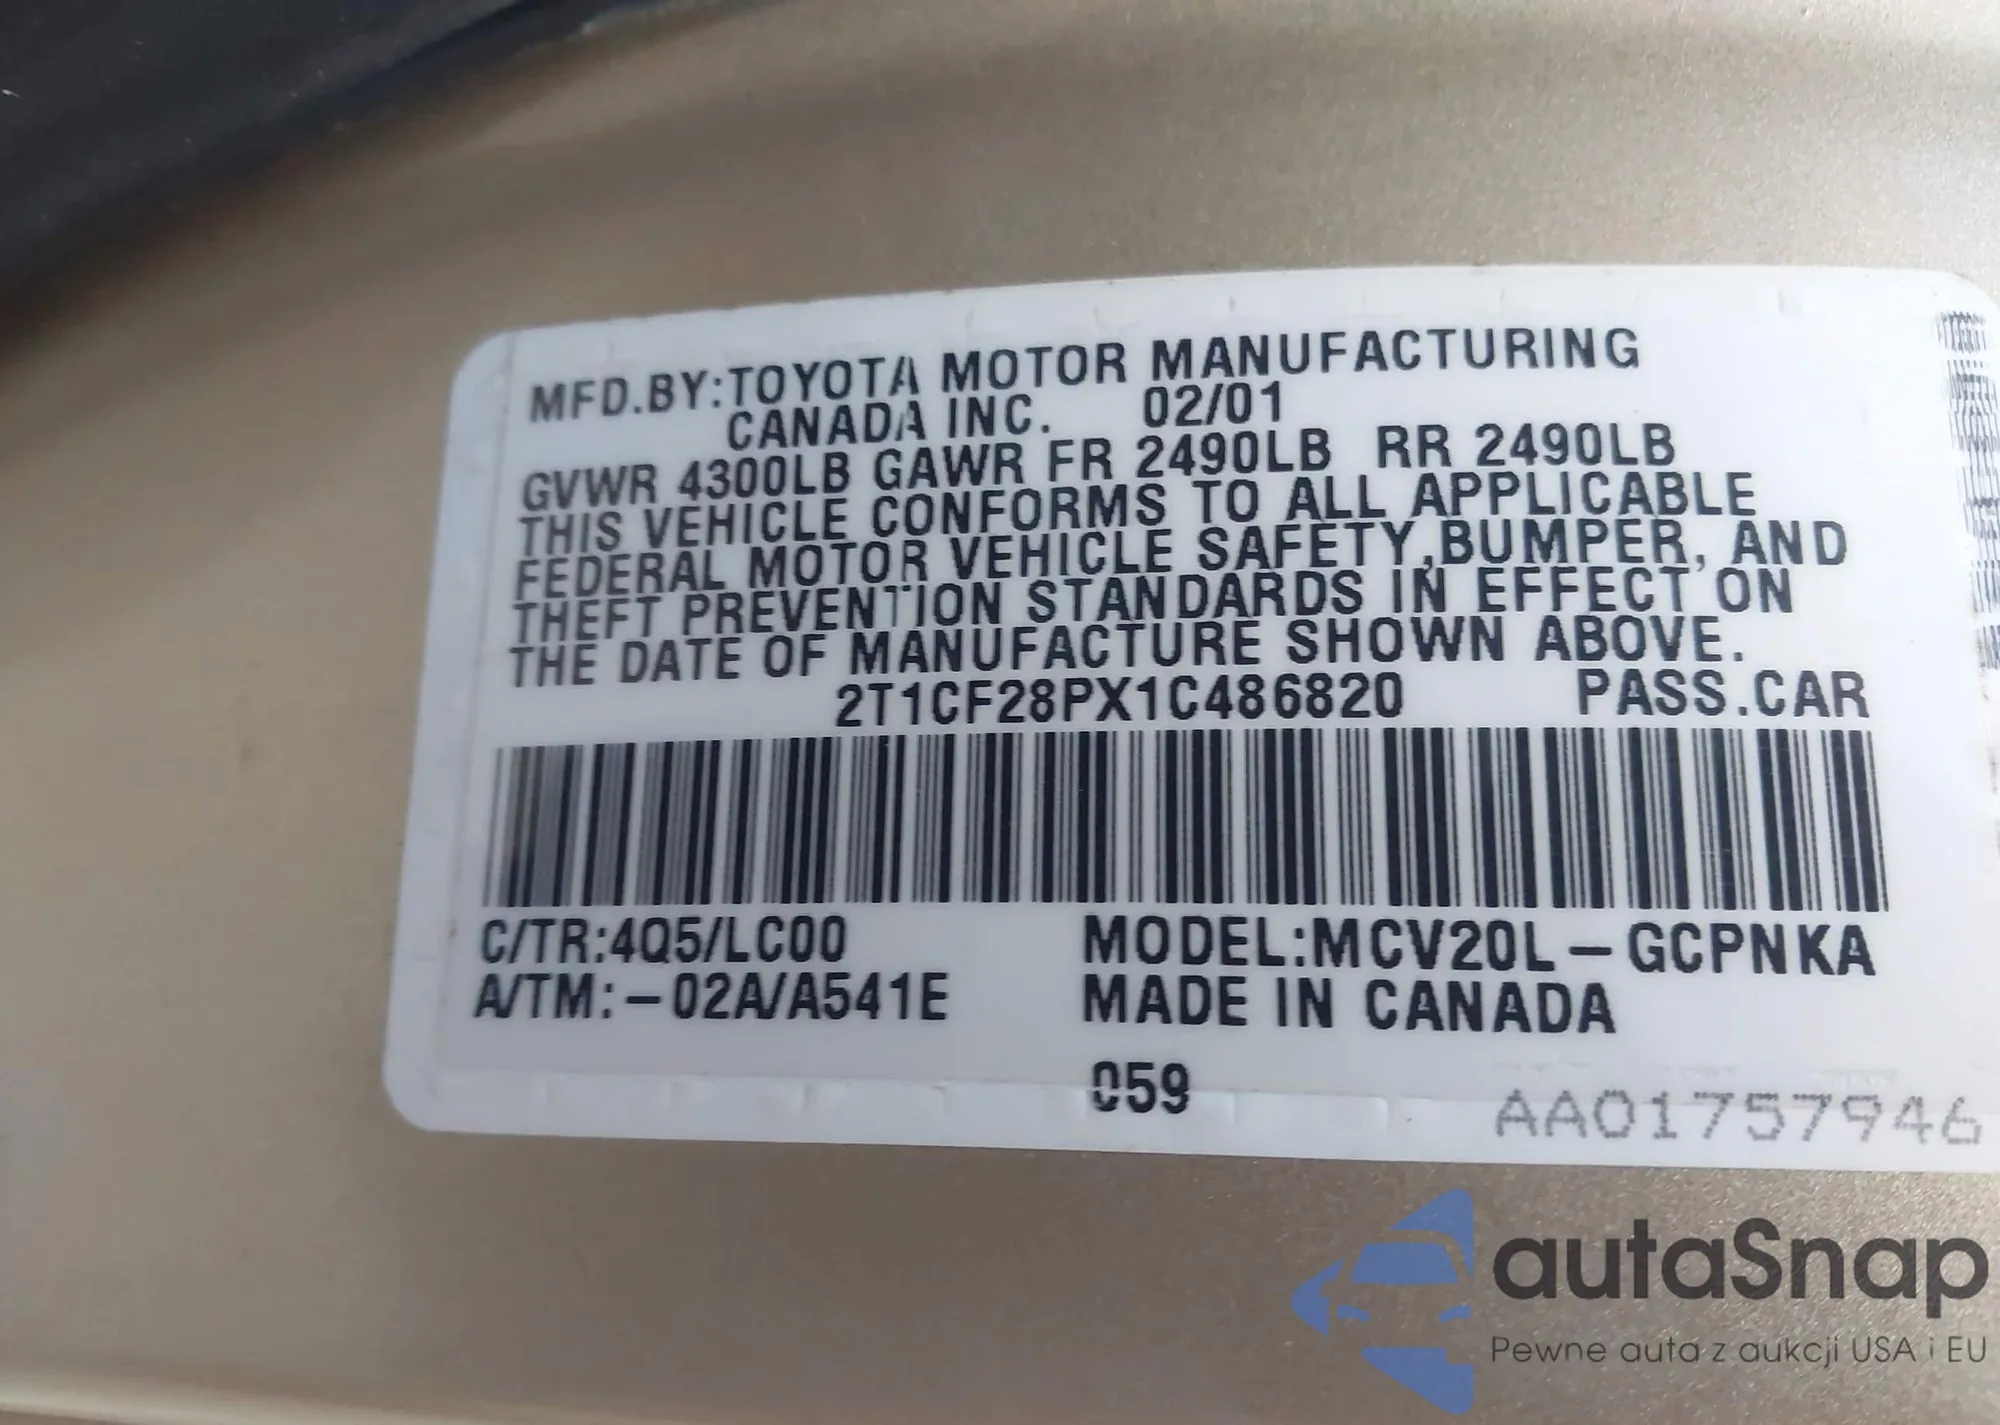 MFD.BY:TOYOTA MOTOR MANUFACTURING
CANADA INC. 02/01
GVWR 4300LB GAWR FR 2490LB RR 2490LB
THIS VEHICLE CONFORMS TO ALL APPLICABLE
FEDERAL MOTOR VEHICLE SAFETY,BUMPER, AND
THEFT PREVENTION STANDARDS IN EFFECT ON
THE DATE OF MANUFACTURE SHOWN ABOVE.
2T1CF28PX1C486820 PASS.CAR
C/TR:4Q5/LC00 MODEL:MCV20L-GCPNKA
A/TM:-02A/A541E MADE IN CANADA
059
AA01757946
autaSnap
Pewne auta z aukcji USA i EU